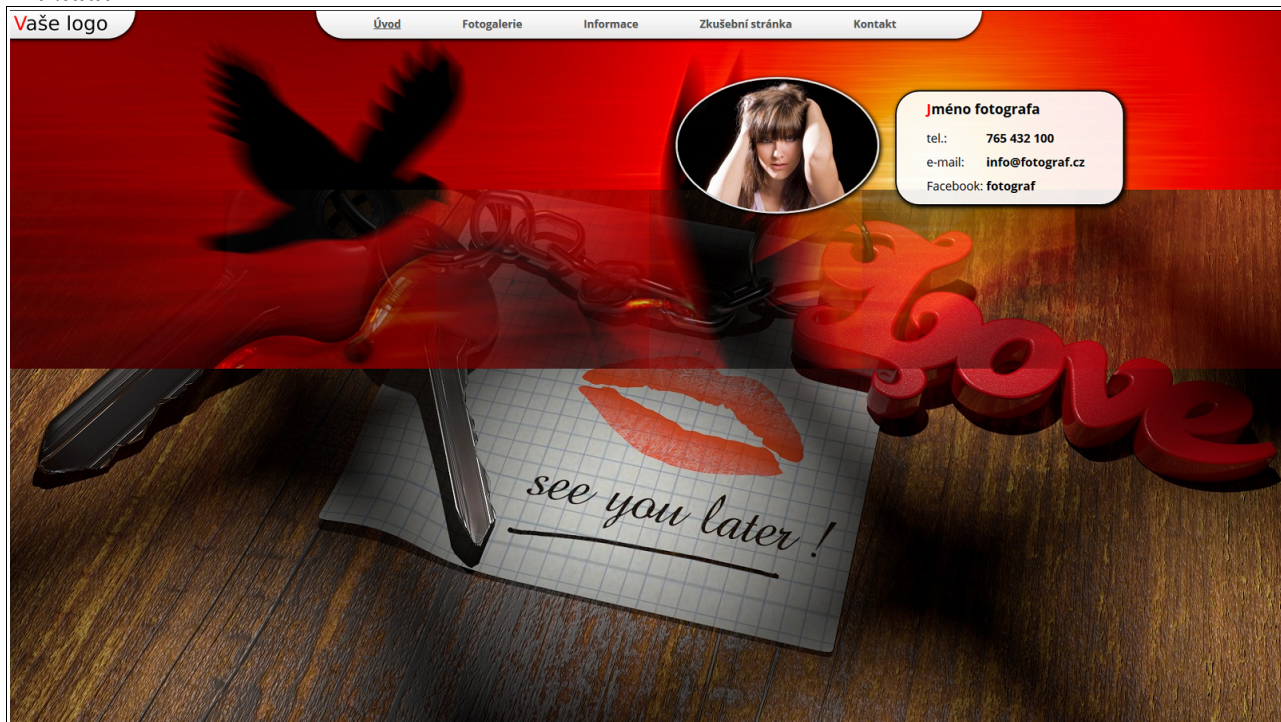 Vaše logo
Úvod Fotogalerie Informace Zkušební stránka Kontakt
Jméno fotografa
tel.: 765 432 100
e-mail: info@fotograf.cz
Facebook: fotograf
Love
see you later !